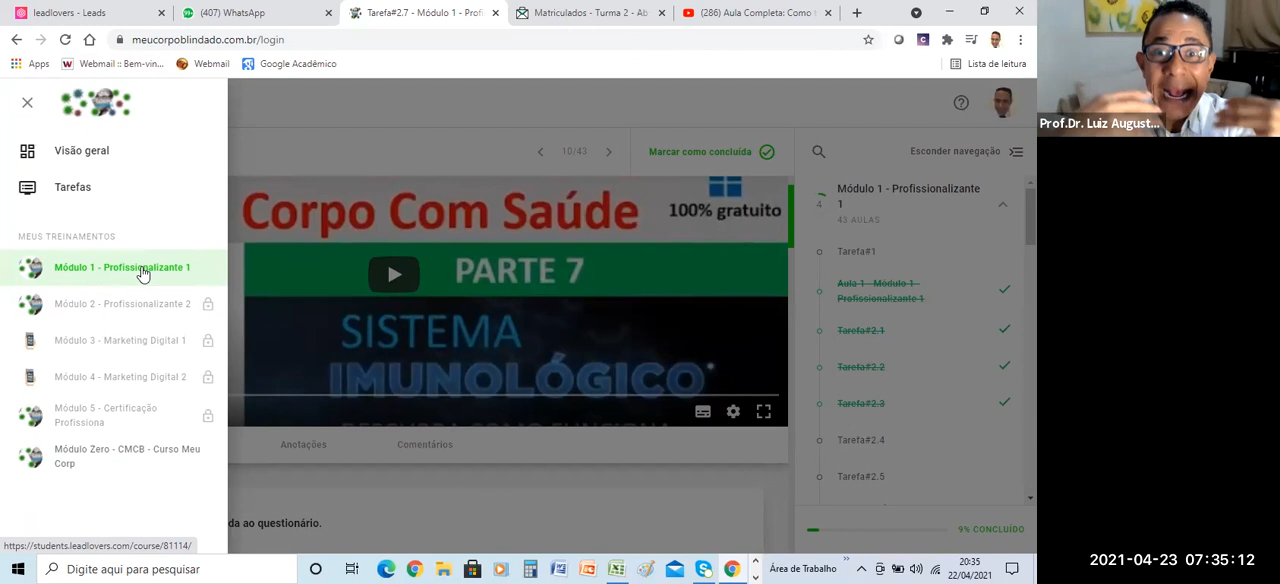 leadlovers - Leads
(407) WhatsApp
Tarefa#2.7 - Módulo 1 - Prof
Matriculados - Turma 2 - Ab
(286) Aula Completa: Como
meucorpoblindado.com.br/login
Apps
Webmail :: Bem-vin...
Webmail
Google Acadêmico
Lista de leitura
Visão geral
Tarefas
MEUS TREINAMENTOS
Módulo 1 - Profissionalizante 1
Módulo 2 - Profissionalizante 2
Módulo 3 - Marketing Digital 1
Módulo 4 - Marketing Digital 2
Módulo 5 - Certificação
Profissiona
Módulo Zero - CMCB - Curso Meu
Corp
https://students.leadlovers.com/course/81114/
10/43
Marcar como concluída
Corpo Com Saúde
100% gratuito
PARTE 7
SISTEMA
IMUNOLÓGICO
Anotações
Comentários
da ao questionário.
Esconder navegação
4
Módulo 1 - Profissionalizante
1
43 AULAS
Tarefa#1
Aula 1 - Módulo 1 -
Profissionalizante 1
Tarefa#2.1
Tarefa#2.2
Tarefa#2.3
Tarefa#2.4
Tarefa#2.5
9% CONCLUÍDO
Prof.Dr. Luiz August...
2021-04-23 07:35:12
Digite aqui para pesquisar
Área de Trabalho
20:35
22/04/2021